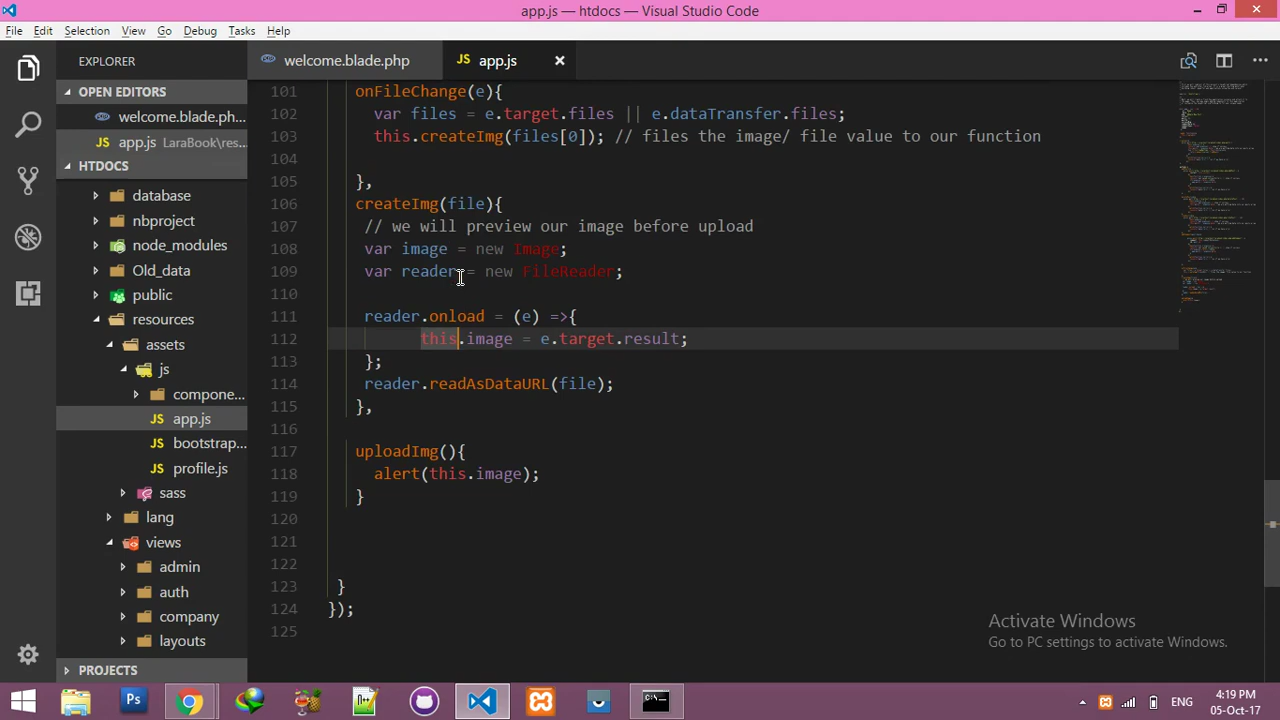 app.js — htdocs — Visual Studio Code
File Edit Selection View Go Debug Tasks Help
EXPLORER
OPEN EDITORS
welcome.blade.ph...
app.js LaraBook\res...
HTDOCS
database
nbproject
node_modules
Old_data
public
resources
assets
js
compone...
app.js
bootstrap...
profile.js
sass
lang
views
admin
auth
company
layouts
PROJECTS
welcome.blade.php
JS app.js
101 onFileChange(e){
102 var files = e.target.files || e.dataTransfer.files;
103 this.createImg(files[0]); // files the image/ file value to our function
104
105 },
106 createImg(file){
107 // we will preview our image before upload
108 var image = new Image;
109 var reader = new FileReader;
110
111 reader.onload = (e) =>{
112 this.image = e.target.result;
113 };
114 reader.readAsDataURL(file);
115 },
116
117 uploadImg(){
118 alert(this.image);
119 }
120
121
122
123 }
124 });
125
Activate Windows
Go to PC settings to activate Windows.
Ps
ENG
4:19 PM
05-Oct-17